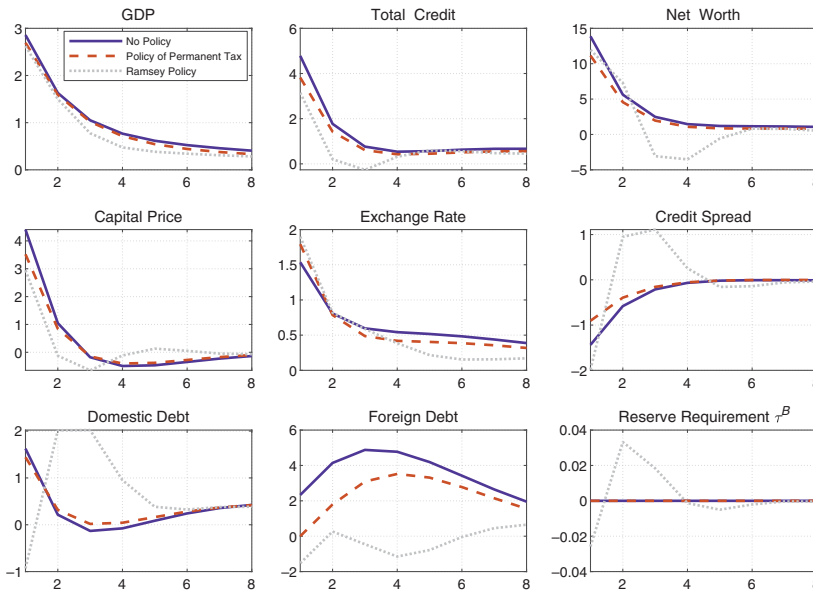 GDP
Total Credit
Net Worth
3
2
1
0
No Policy
Policy of Permanent Tax
Ramsey Policy
2 4 6 8
6
4
2
0
2 4 6 8
15
10
5
0
−5
2 4 6 8
Capital Price
Exchange Rate
Credit Spread
4
3
2
1
0
2 4 6 8
2
1.5
1
0.5
0
2 4 6 8
1
0
−1
−2
2 4 6 8
Domestic Debt
Foreign Debt
Reserve Requirement τᴮ
2
1
0
−1
2 4 6 8
6
4
2
0
−2
2 4 6 8
0.04
0.02
0
−0.02
−0.04
2 4 6 8